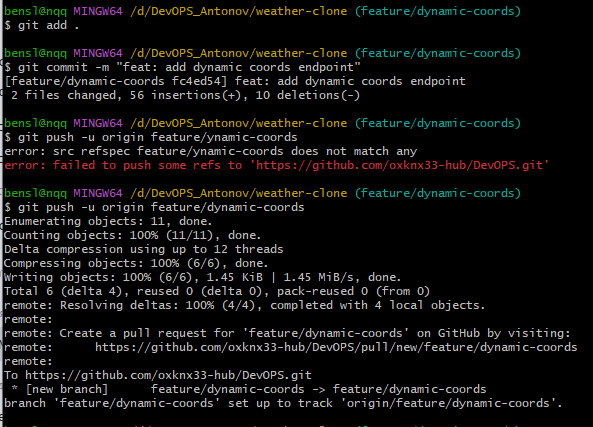 bensl@nqq MINGW64 /d/DevOPS_Antonov/weather-clone (feature/dynamic-coords)
$ git add .
bensl@nqq MINGW64 /d/DevOPS_Antonov/weather-clone (feature/dynamic-coords)
$ git commit -m "feat: add dynamic coords endpoint"
[feature/dynamic-coords fc4ed54] feat: add dynamic coords endpoint
2 files changed, 56 insertions(+), 10 deletions(-)
bensl@nqq MINGW64 /d/DevOPS_Antonov/weather-clone (feature/dynamic-coords)
$ git push -u origin feature/ynamic-coords
error: src refspec feature/ynamic-coords does not match any
error: failed to push some refs to 'https://github.com/oxknx33-hub/DevOPS.git'
bensl@nqq MINGW64 /d/DevOPS_Antonov/weather-clone (feature/dynamic-coords)
$ git push -u origin feature/dynamic-coords
Enumerating objects: 11, done.
Counting objects: 100% (11/11), done.
Delta compression using up to 12 threads
Compressing objects: 100% (6/6), done.
Writing objects: 100% (6/6), 1.45 KiB | 1.45 MiB/s, done.
Total 6 (delta 4), reused 0 (delta 0), pack-reused 0 (from 0)
remote: Resolving deltas: 100% (4/4), completed with 4 local objects.
remote:
remote: Create a pull request for 'feature/dynamic-coords' on GitHub by visiting:
remote:      https://github.com/oxknx33-hub/DevOPS/pull/new/feature/dynamic-coords
remote:
To https://github.com/oxknx33-hub/DevOPS.git
 * [new branch]      feature/dynamic-coords -> feature/dynamic-coords
branch 'feature/dynamic-coords' set up to track 'origin/feature/dynamic-coords'.